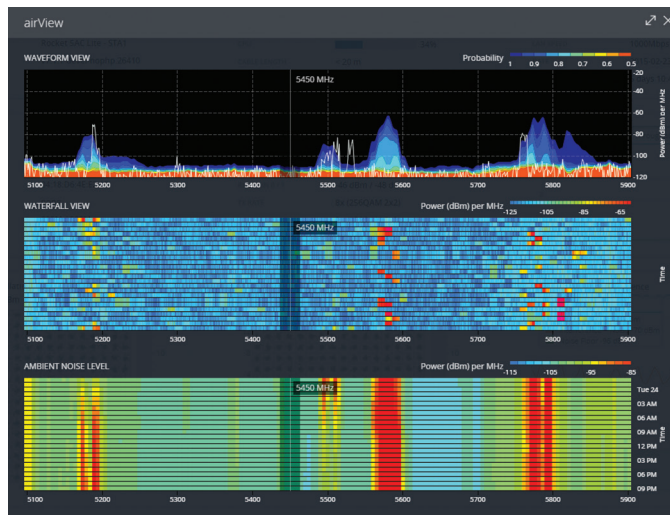 airView
WAVEFORM VIEW
Probability
1 0.9 0.8 0.7 0.6 0.5
5450 MHz
-20
-40
-60
-80
-100
-120
Power (dBm) per MHz
5100 5200 5300 5400 5500 5600 5700 5800 5900
WATERFALL VIEW
Power (dBm) per MHz
-125 -105 -85 -65
5450 MHz
Time
5100 5200 5300 5400 5500 5600 5700 5800 5900
AMBIENT NOISE LEVEL
Power (dBm) per MHz
-115 -105 -95 -85
5450 MHz
Tue 24
03 AM
06 AM
09 AM
12 PM
03 PM
06 PM
09 PM
Time
5100 5200 5300 5400 5500 5600 5700 5800 5900